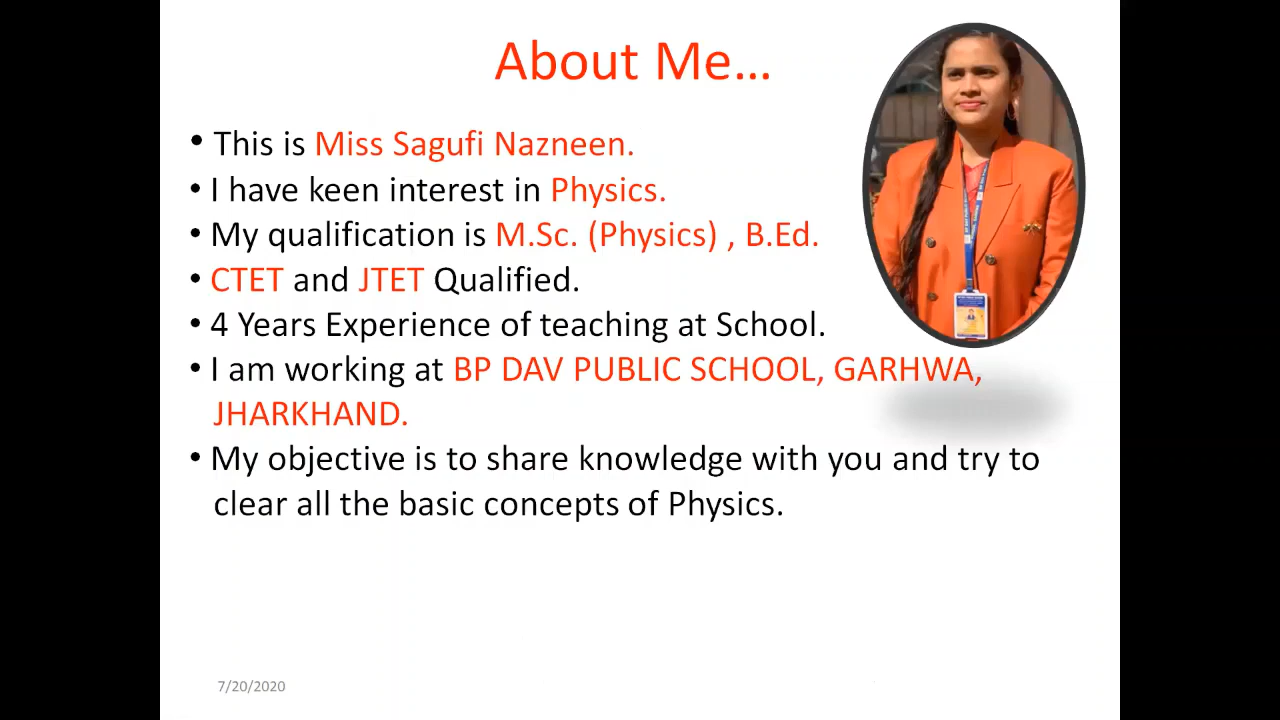 About Me...
• This is Miss Sagufi Nazneen.
• I have keen interest in Physics.
• My qualification is M.Sc. (Physics) , B.Ed.
• CTET and JTET Qualified.
• 4 Years Experience of teaching at School.
• I am working at BP DAV PUBLIC SCHOOL, GARHWA,
JHARKHAND.
• My objective is to share knowledge with you and try to
clear all the basic concepts of Physics.
7/20/2020